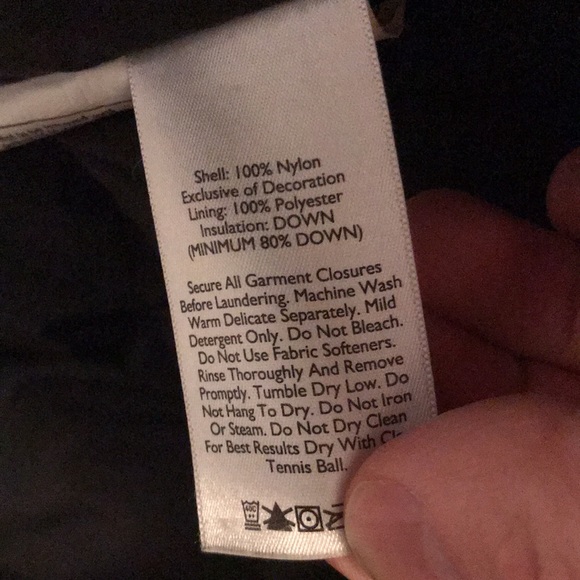 Shell: 100% Nylon
Exclusive of Decoration
Lining: 100% Polyester
Insulation: DOWN
(MINIMUM 80% DOWN)
Secure All Garment Closures
Before Laundering. Machine Wash
Warm Delicate Separately. Mild
Detergent Only. Do Not Bleach.
Do Not Use Fabric Softeners.
Rinse Thoroughly And Remove
Promptly. Tumble Dry Low. Do
Not Hang To Dry. Do Not Iron
Or Steam. Do Not Dry Clean
For Best Results Dry With
Tennis Ball.
40C